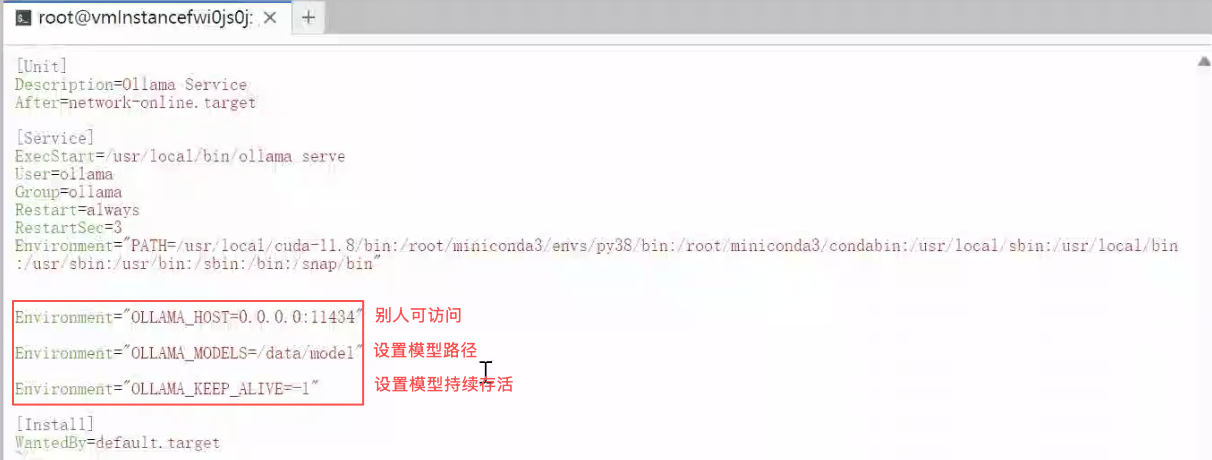 root@vmInstancefwi0js0j:
[Unit]
Description=Ollama Service
After=network-online.target
[Service]
ExecStart=/usr/local/bin/ollama serve
User=ollama
Group=ollama
Restart=always
RestartSec=3
Environment="PATH=/usr/local/cuda-11.8/bin:/root/miniconda3/envs/py38/bin:/root/miniconda3/condabin:/usr/local/sbin:/usr/local/bin
:/usr/sbin:/usr/bin:/sbin:/bin:/snap/bin"
Environment="OLLAMA_HOST=0.0.0.0:11434" 别人可访问
Environment="OLLAMA_MODELS=/data/model" 设置模型路径
Environment="OLLAMA_KEEP_ALIVE=-1" 设置模型持续存活
[Install]
WantedBy=default.target
~